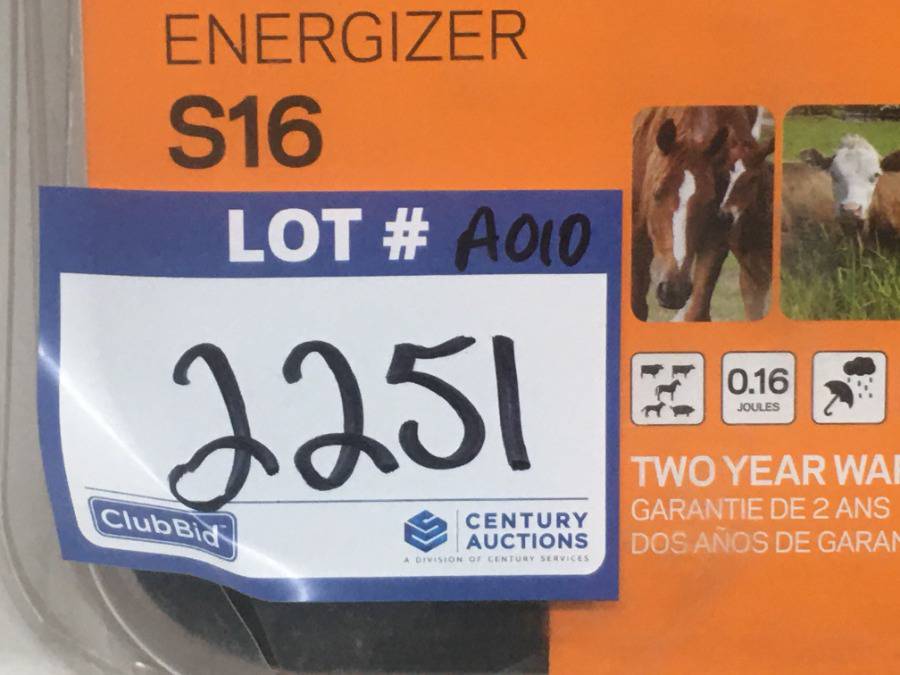 ENERGIZER
S16
LOT # A010
2251
ClubBid
CENTURY
AUCTIONS
A DIVISION OF CENTURY SERVICES
0.16
JOULES
TWO YEAR WAR
GARANTIE DE 2 ANS
DOS AÑOS DE GARAN